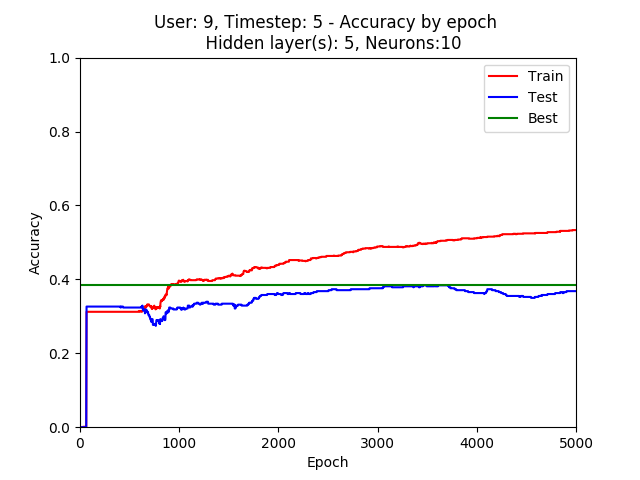 User: 9, Timestep: 5 - Accuracy by epoch
Hidden layer(s): 5, Neurons:10
1.0
0.8
0.6
0.4
0.2
0.0
Accuracy
Train
Test
Best
0
1000
2000
3000
4000
5000
Epoch